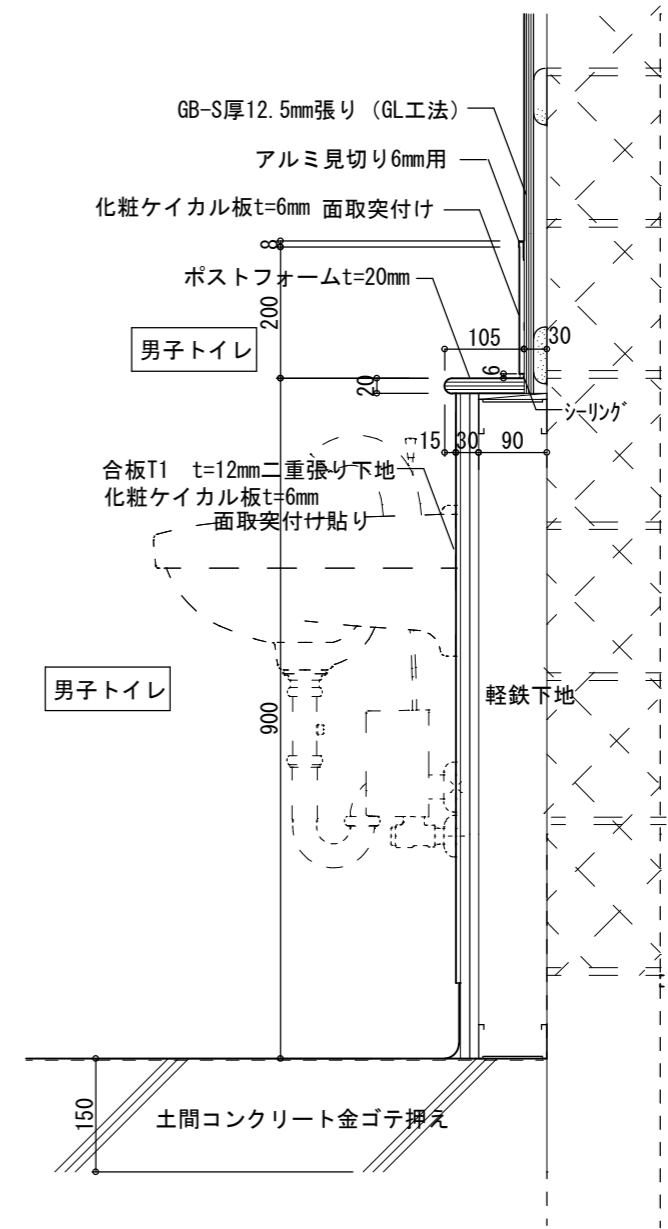 GB-S厚12.5mm張り（GL工法）
アルミ見切り6mm用
化粧ケイカル板t=6mm 面取突付け
8
ポストフォームt=20mm
200
男子トイレ
105
30
6
20
シーリング
15
30
90
合板T1 t=12mm二重張り下地
化粧ケイカル板t=6mm
面取突付け貼り
男子トイレ
軽鉄下地
900
150
土間コンクリート金ゴテ押え